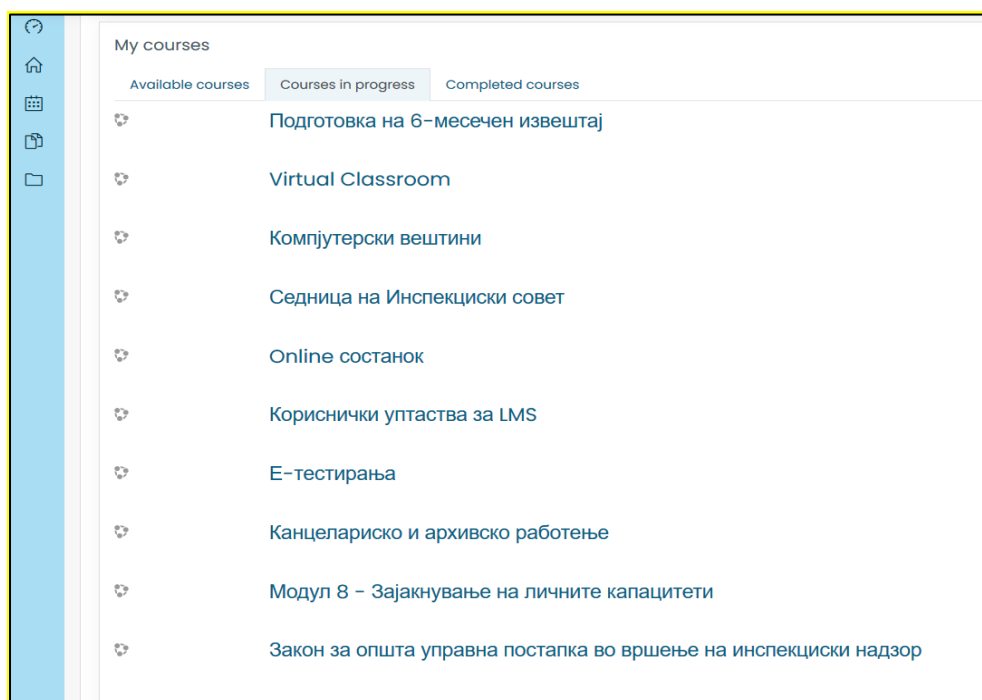 My courses
Available courses Courses in progress Completed courses
Подготовка на 6-месечен извештај
Virtual Classroom
Компјутерски вештини
Седница на Инспекциски совет
Online состанок
Кориснички уптаства за LMS
Е-тестирања
Канцелариско и архивско работење
Модул 8 - Зајакнување на личните капацитети
Закон за општа управна постапка во вршење на инспекциски надзор